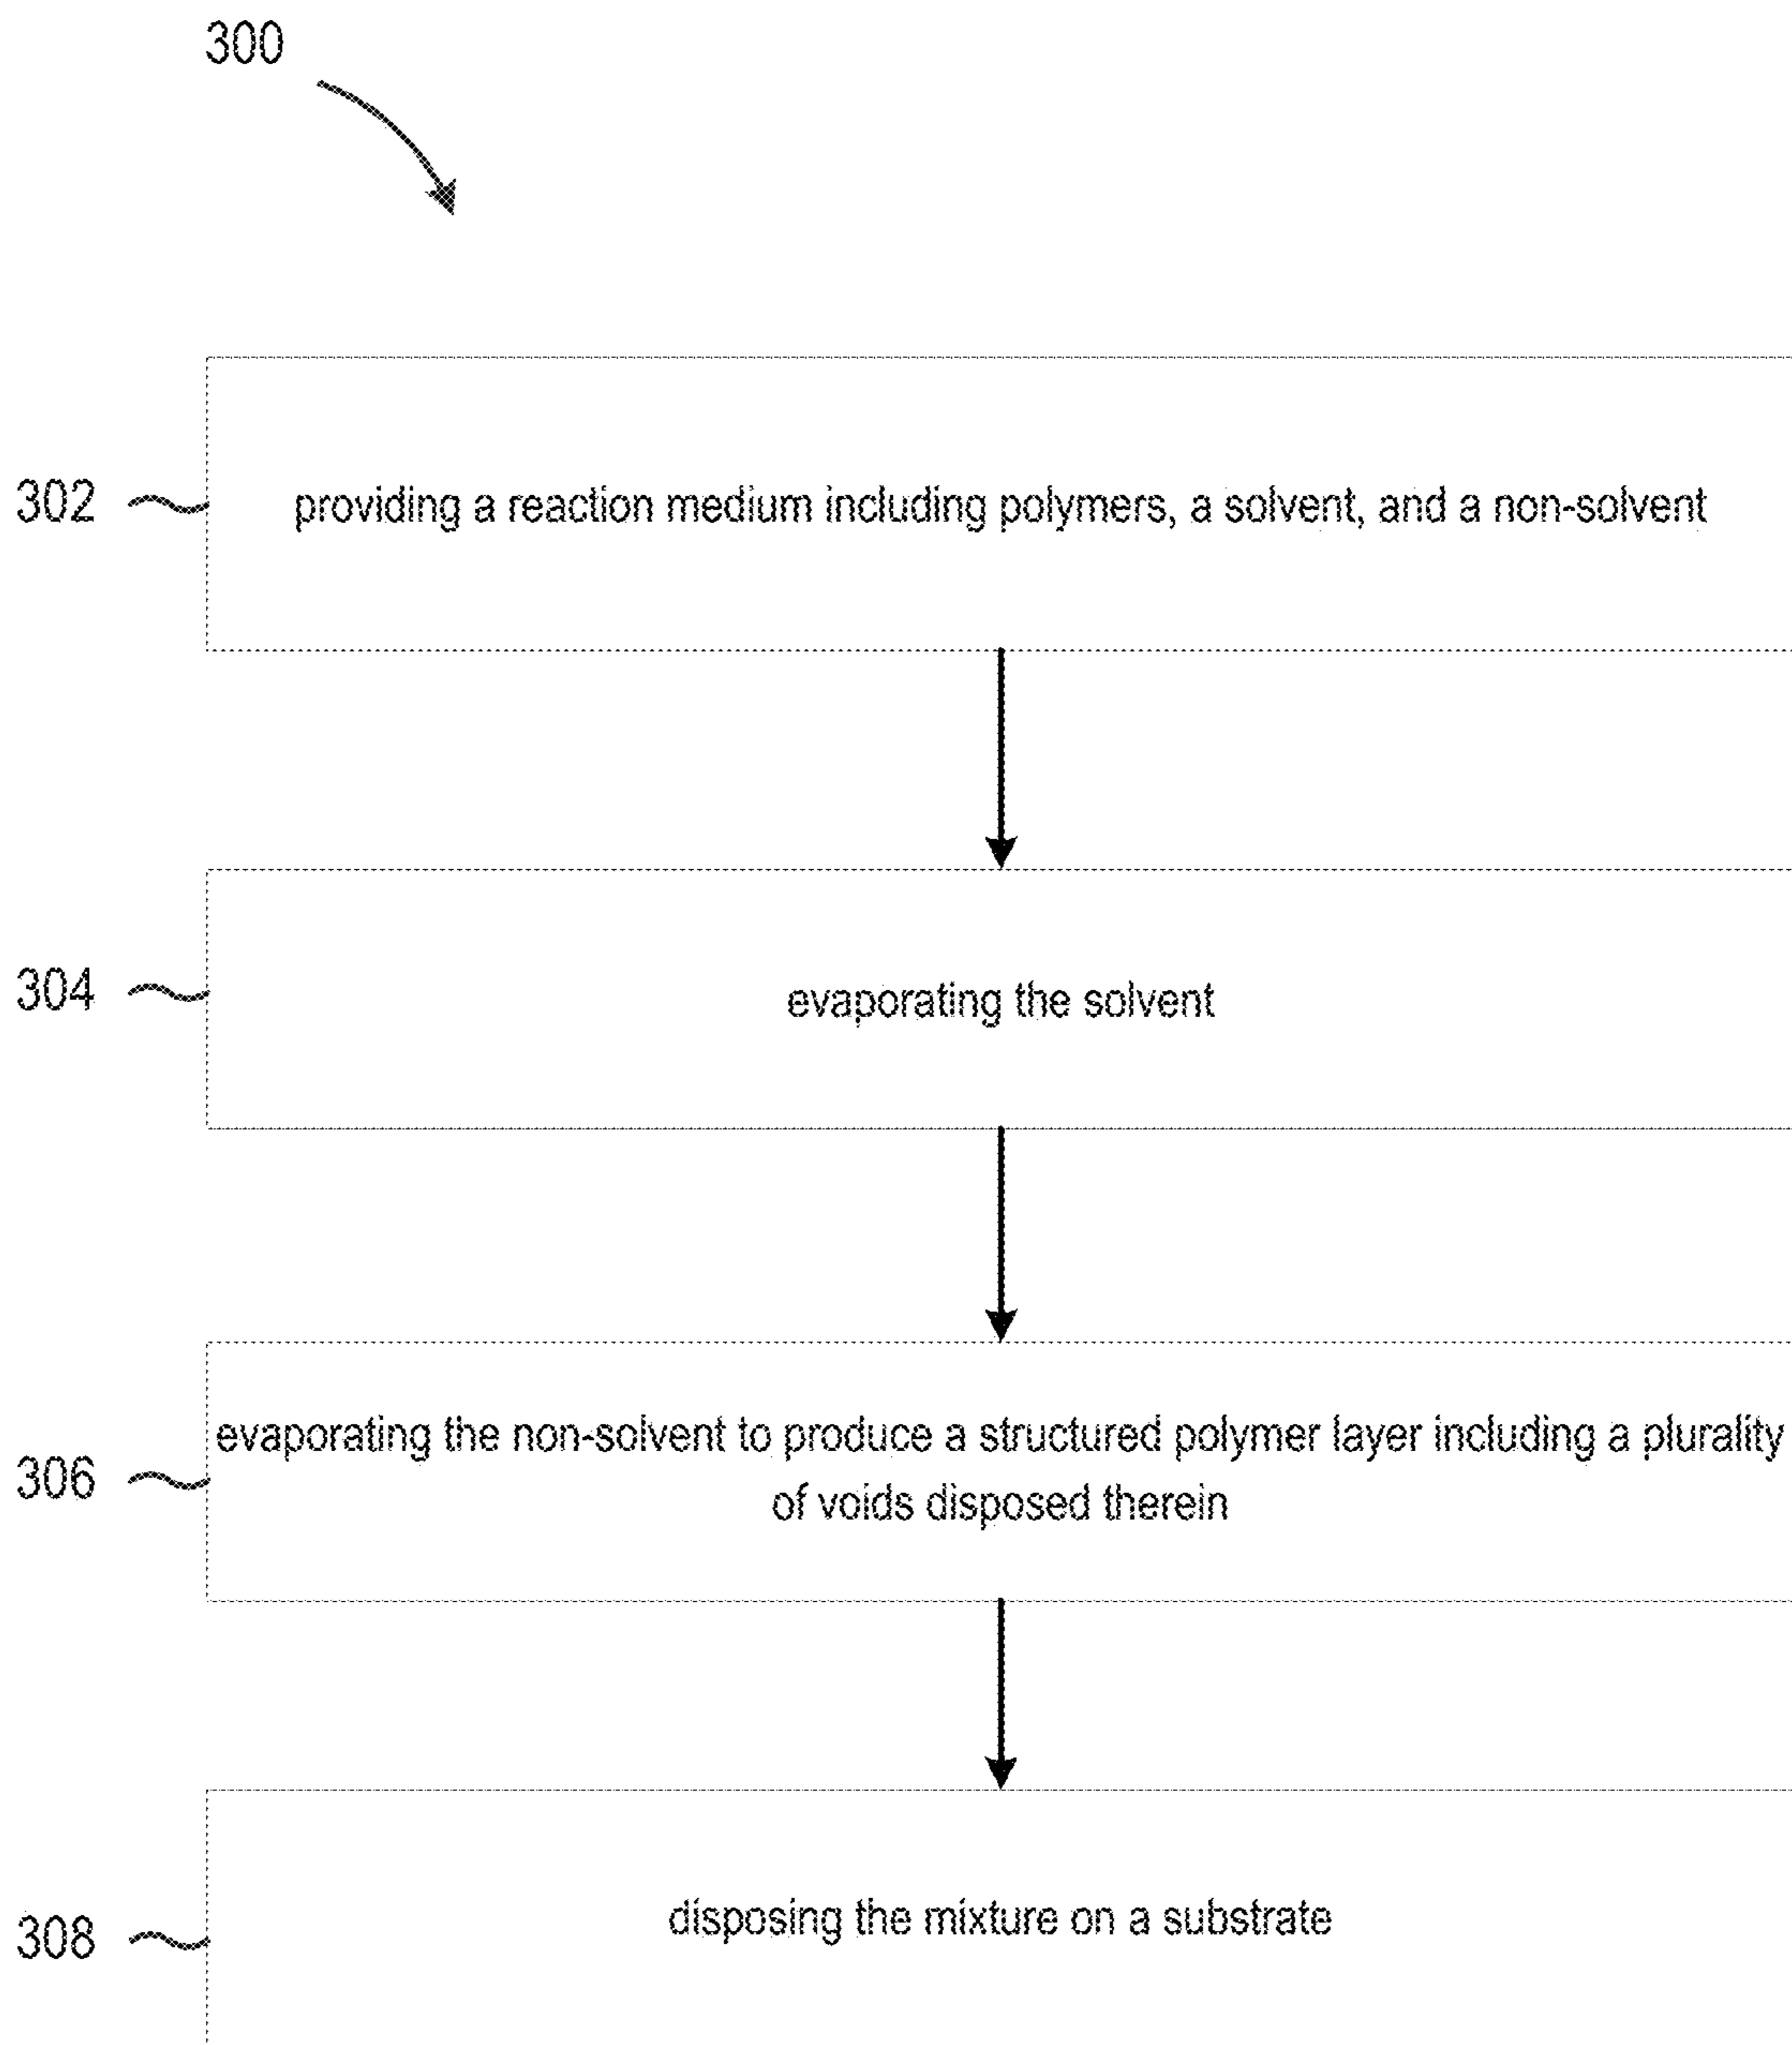 300
302
providing a reaction medium including polymers, a solvent, and a non-solvent
304
evaporating the solvent
306
evaporating the non-solvent to produce a structured polymer layer including a plurality
of voids disposed therein
308
disposing the mixture on a substrate